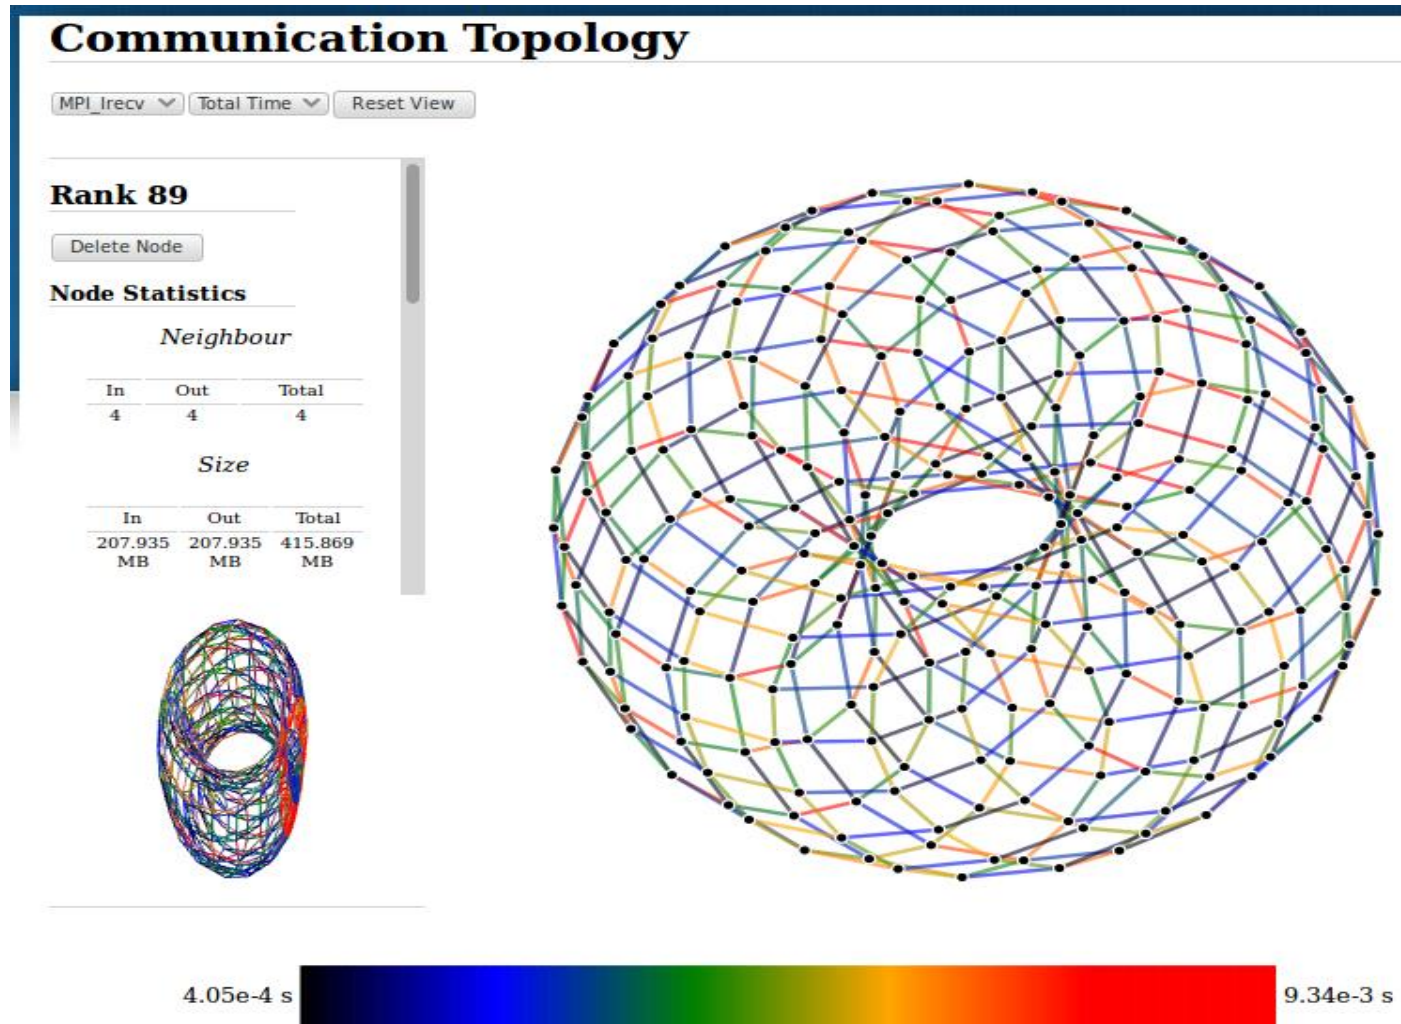 Communication Topology
MPI_Irecv Total Time Reset View
Rank 89
Delete Node
Node Statistics
Neighbour
In Out Total
4 4 4
Size
In Out Total
207.935 207.935 415.869
MB MB MB
4.05e-4 s 9.34e-3 s